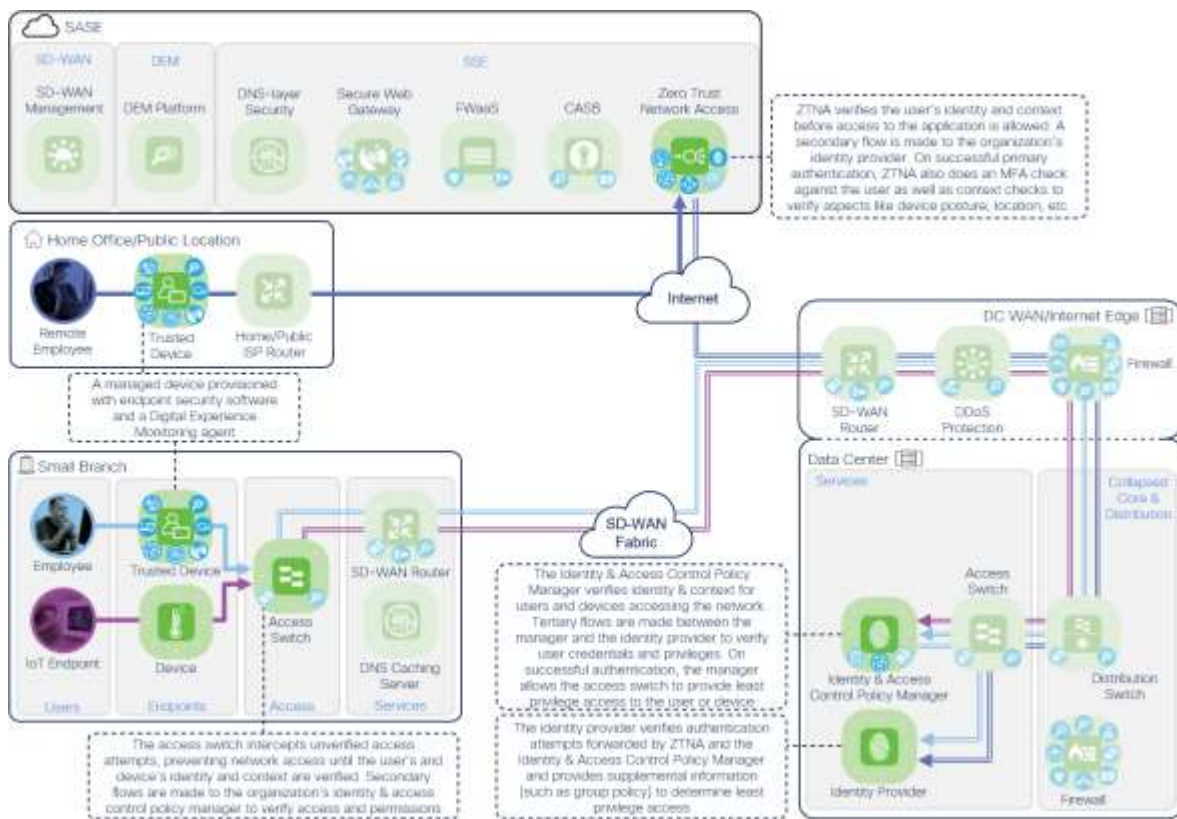 SASE
SD-WAN
DEM
SSE
SD-WAN
Management
DEM Platform
DNS-layer
Security
Secure Web
Gateway
FWaaS
CASB
Zero Trust
Network Access
ZTNA verifies the user's identity and context
before access to the application is allowed. A
secondary flow is made to the organization's
identity provider. On successful primary
authentication, ZTNA also does an MFA check
against the user as well as context checks to
verify aspects like device posture, location, etc.
Home Office/Public Location
Remote
Employee
Trusted
Device
Home/Public
ISP Router
Internet
A managed device provisioned
with endpoint security software
and a Digital Experience
Monitoring agent
DC WAN/Internet Edge
SD-WAN
Router
DDoS
Protection
Firewall
Small Branch
Employee
Trusted Device
IoT Endpoint
Device
Access
Switch
SD-WAN Router
DNS Caching
Server
Users
Endpoints
Access
Services
SD-WAN
Fabric
The access switch intercepts unverified access
attempts, preventing network access until the user's and
device's identity and context are verified. Secondary
flows are made to the organization's identity & access
control policy manager to verify access and permissions
The Identity & Access Control Policy
Manager verifies identity & context for
users and devices accessing the network.
Tertiary flows are made between the
manager and the identity provider to verify
user credentials and privileges. On
successful authentication, the manager
allows the access switch to provide least
privilege access to the user or device
The identity provider verifies authentication
attempts forwarded by ZTNA and the
Identity & Access Control Policy Manager
and provides supplemental information
(such as group policy) to determine least
privilege access
Data Center
Services
Collapsed
Core &
Distribution
Access
Switch
Identity & Access
Control Policy Manager
Distribution
Switch
Identity Provider
Firewall